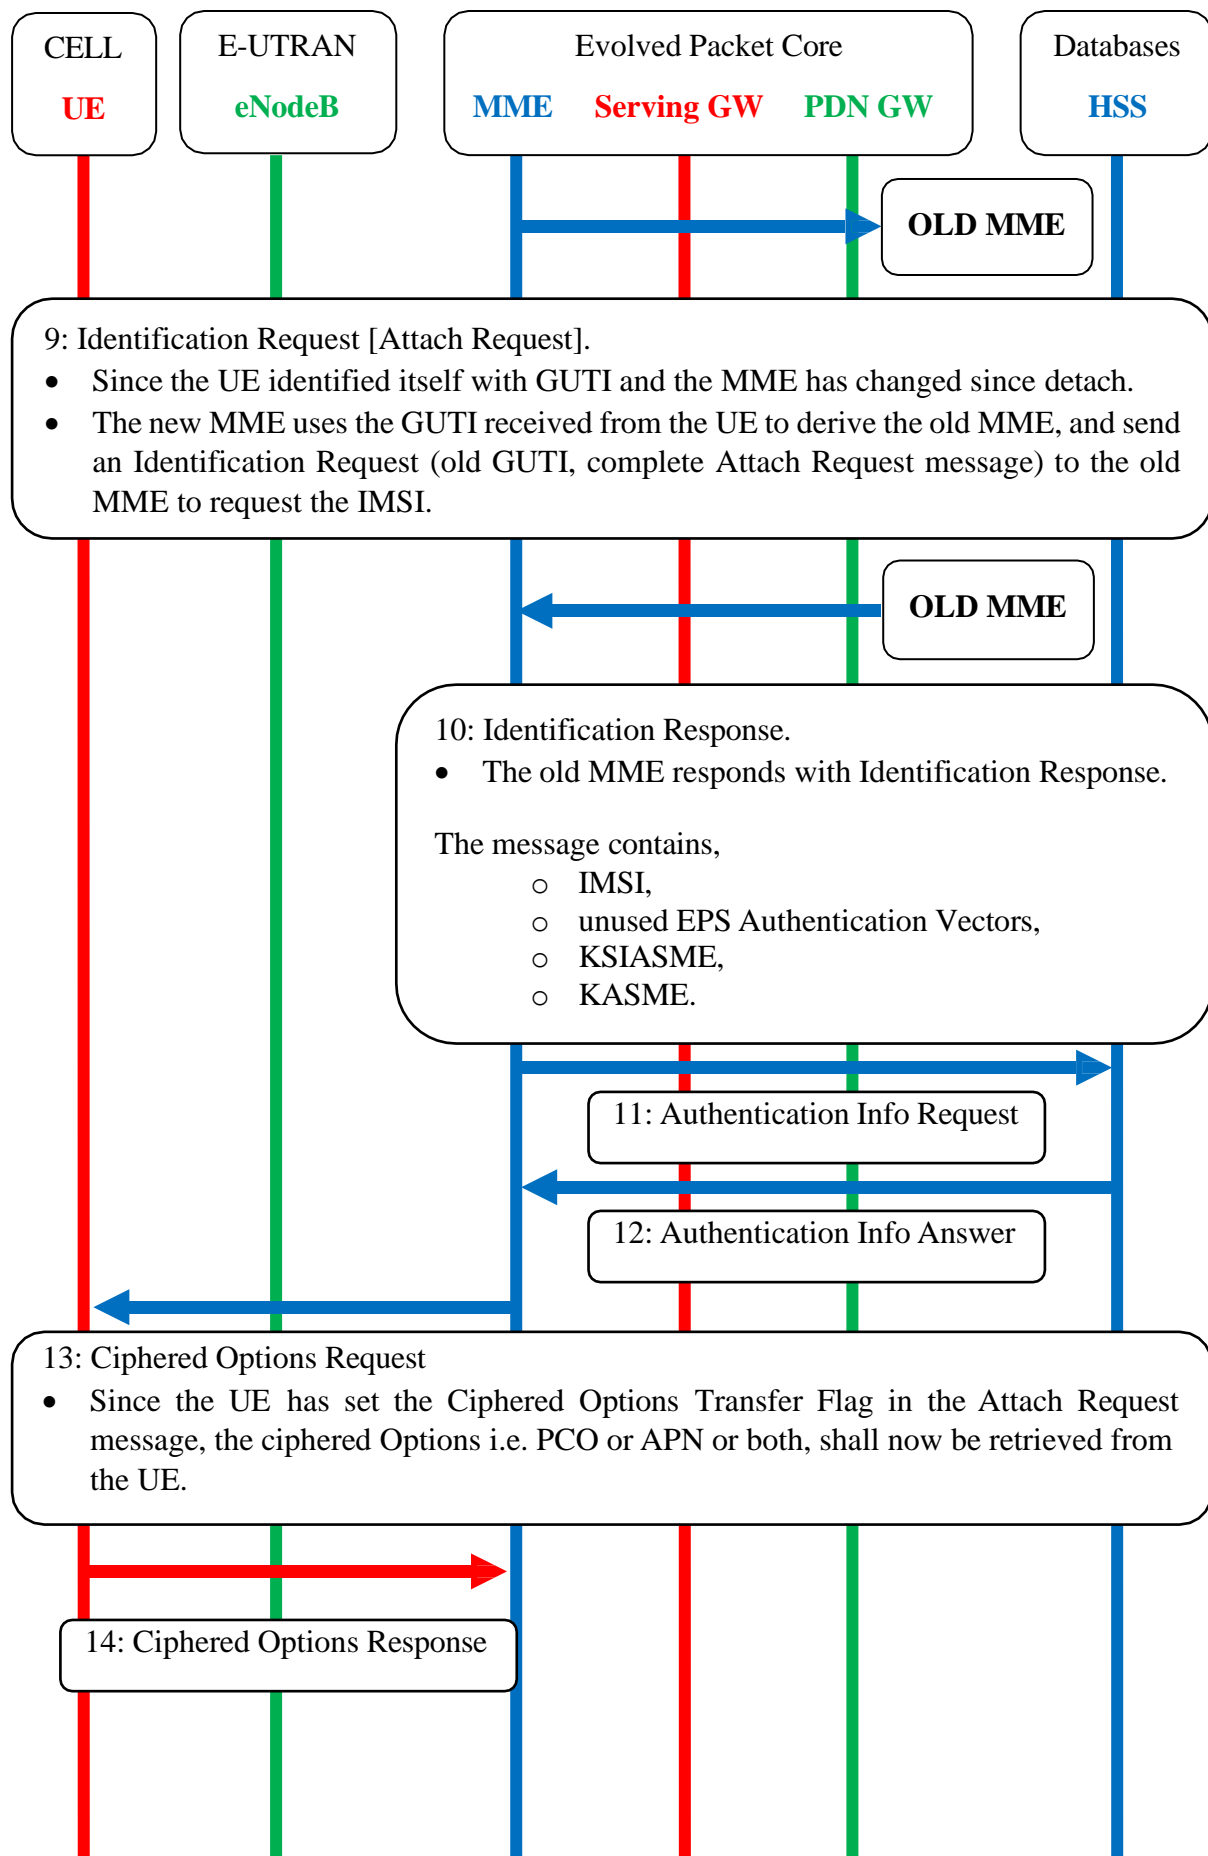 CELL
UE
E-UTRAN
eNodeB
Evolved Packet Core
MME Serving GW PDN GW
Databases
HSS
OLD MME
9: Identification Request [Attach Request].
• Since the UE identified itself with GUTI and the MME has changed since detach.
• The new MME uses the GUTI received from the UE to derive the old MME, and send
an Identification Request (old GUTI, complete Attach Request message) to the old
MME to request the IMSI.
OLD MME
10: Identification Response.
• The old MME responds with Identification Response.
The message contains,
o IMSI,
o unused EPS Authentication Vectors,
o KSIASME,
o KASME.
11: Authentication Info Request
12: Authentication Info Answer
13: Ciphered Options Request
• Since the UE has set the Ciphered Options Transfer Flag in the Attach Request
message, the ciphered Options i.e. PCO or APN or both, shall now be retrieved from
the UE.
14: Ciphered Options Response